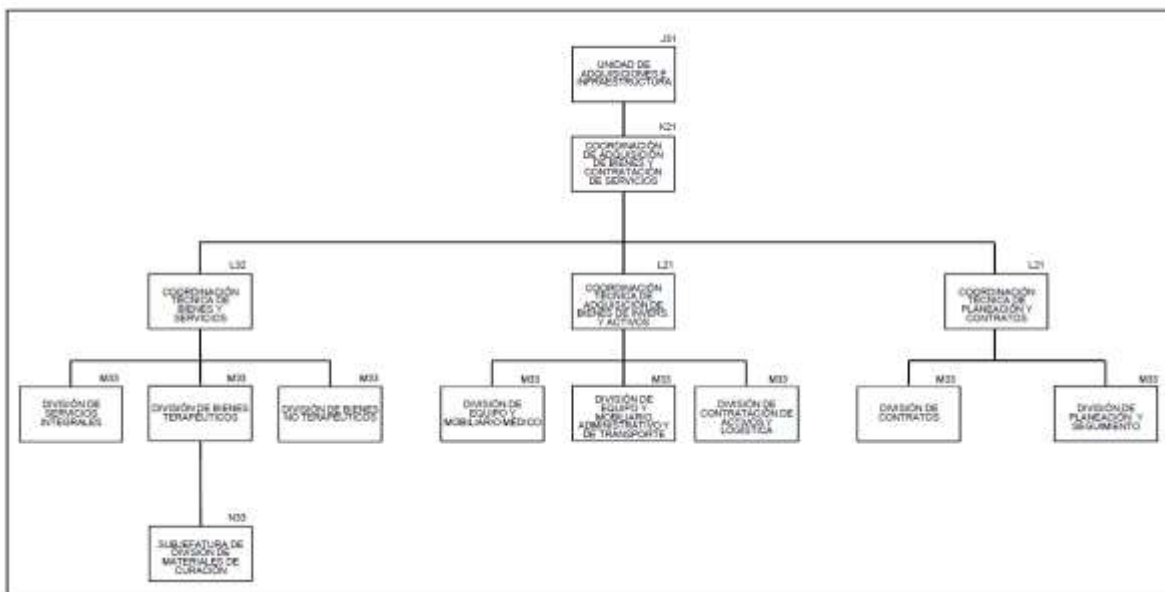 J31
UNIDAD DE
ADQUISICIONES E
INFRAESTRUCTURA
K21
COORDINACIÓN
DE ADQUISICIÓN
DE BIENES Y
CONTRATACIÓN
DE SERVICIOS
L32
COORDINACIÓN
TÉCNICA DE
BIENES Y
SERVICIOS
L21
COORDINACIÓN
TÉCNICA DE
ADQUISICIÓN DE
BIENES DE INVERS.
Y ACTIVOS
L21
COORDINACIÓN
TÉCNICA DE
PLANEACIÓN Y
CONTRATOS
M33
DIVISIÓN DE
SERVICIOS
INTEGRALES
M33
DIVISIÓN DE BIENES
TERAPÉUTICOS
M33
DIVISIÓN DE BIENES
NO TERAPÉUTICOS
M33
DIVISIÓN DE
EQUIPO Y
MOBILIARIO MÉDICO
M33
DIVISIÓN DE
EQUIPO Y
MOBILIARIO
ADMINISTRATIVO Y
DE TRANSPORTE
M33
DIVISIÓN DE
CONTRATACIÓN DE
ACTIVOS Y
LOGÍSTICA
M33
DIVISIÓN DE
CONTRATOS
M33
DIVISIÓN DE
PLANEACIÓN Y
SEGUIMIENTO
N33
SUBJEFATURA DE
DIVISIÓN DE
MATERIALES DE
CURACIÓN